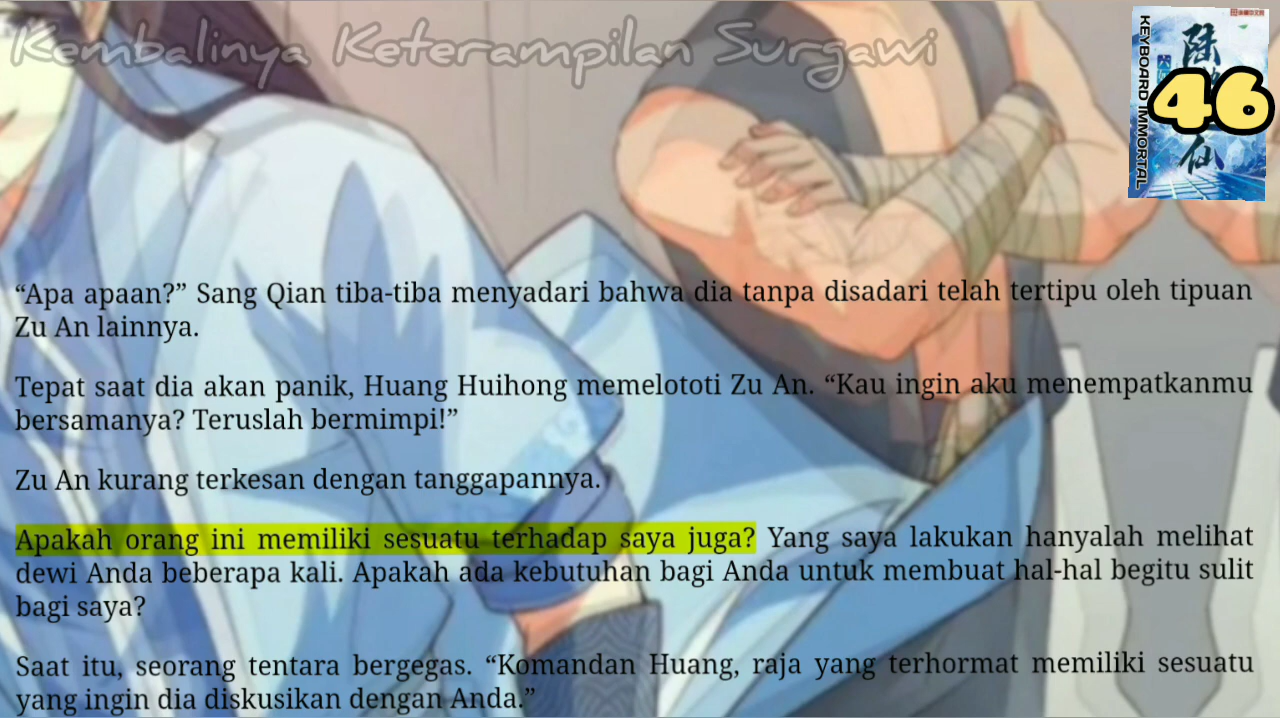 Kembalinya Keterampilan Surgawi
KEYBOARD IMMORTAL
46
“Apa apaan?” Sang Qian tiba-tiba menyadari bahwa dia tanpa disadari telah tertipu oleh tipuan
Zu An lainnya.
Tepat saat dia akan panik, Huang Huihong memelototi Zu An. “Kau ingin aku menempatkanmu
bersamanya? Teruslah bermimpi!”
Zu An kurang terkesan dengan tanggapannya.
Apakah orang ini memiliki sesuatu terhadap saya juga? Yang saya lakukan hanyalah melihat
dewi Anda beberapa kali. Apakah ada kebutuhan bagi Anda untuk membuat hal-hal begitu sulit
bagi saya?
Saat itu, seorang tentara bergegas. “Komandan Huang, raja yang terhormat memiliki sesuatu
yang ingin dia diskusikan dengan Anda.”